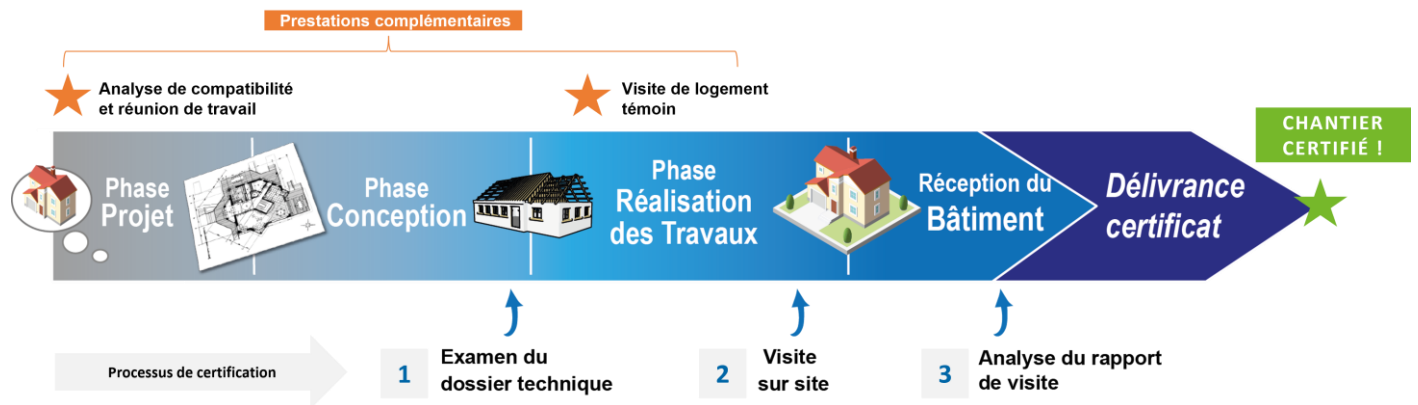 Prestations complémentaires
Analyse de compatibilité
et réunion de travail
Visite de logement
témoin
CHANTIER
CERTIFIÉ !
Phase
Projet
Phase
Conception
Phase
Réalisation
des Travaux
Réception du
Bâtiment
Délivrance
certificat
Processus de certification
1
Examen du
dossier technique
2
Visite
sur site
3
Analyse du rapport
de visite